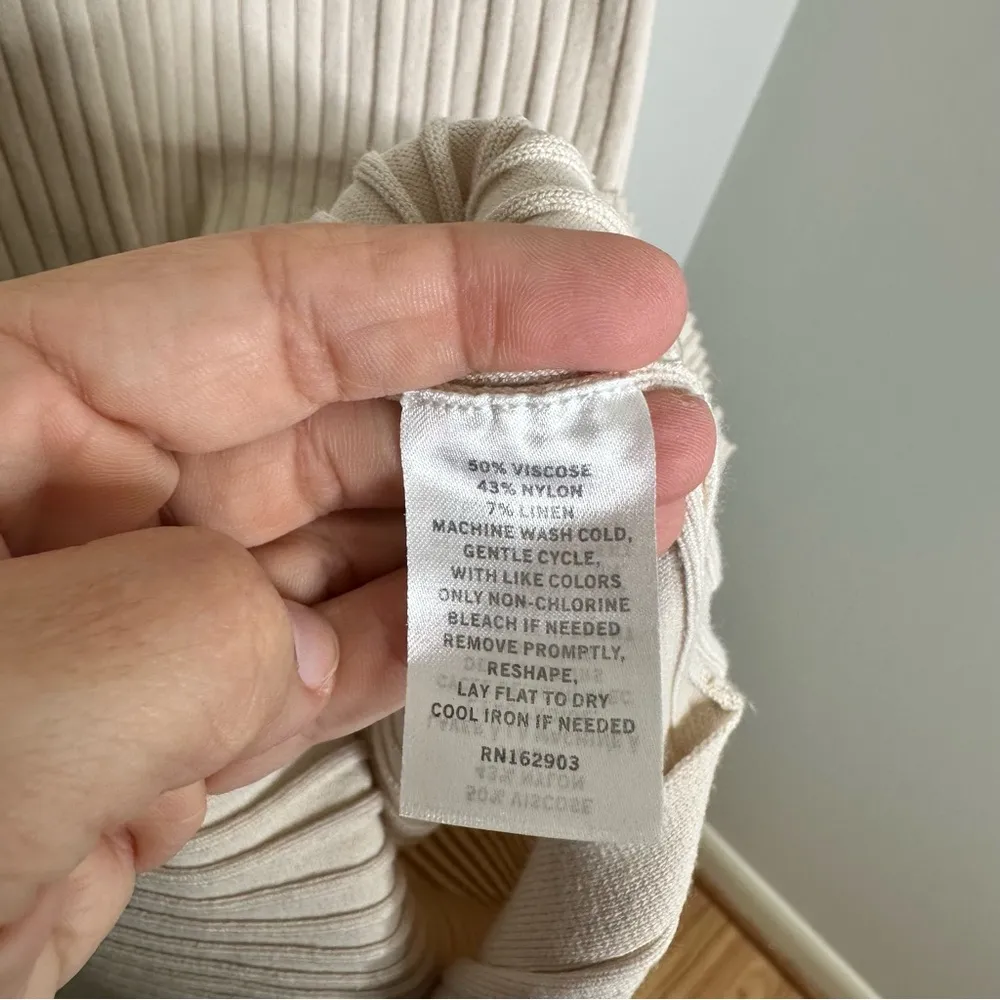 50% VISCOSE
43% NYLON
7% LINEN
MACHINE WASH COLD,
GENTLE CYCLE,
WITH LIKE COLORS
ONLY NON-CHLORINE
BLEACH IF NEEDED
REMOVE PROMPTLY,
RESHAPE,
LAY FLAT TO DRY
COOL IRON IF NEEDED
RN162903